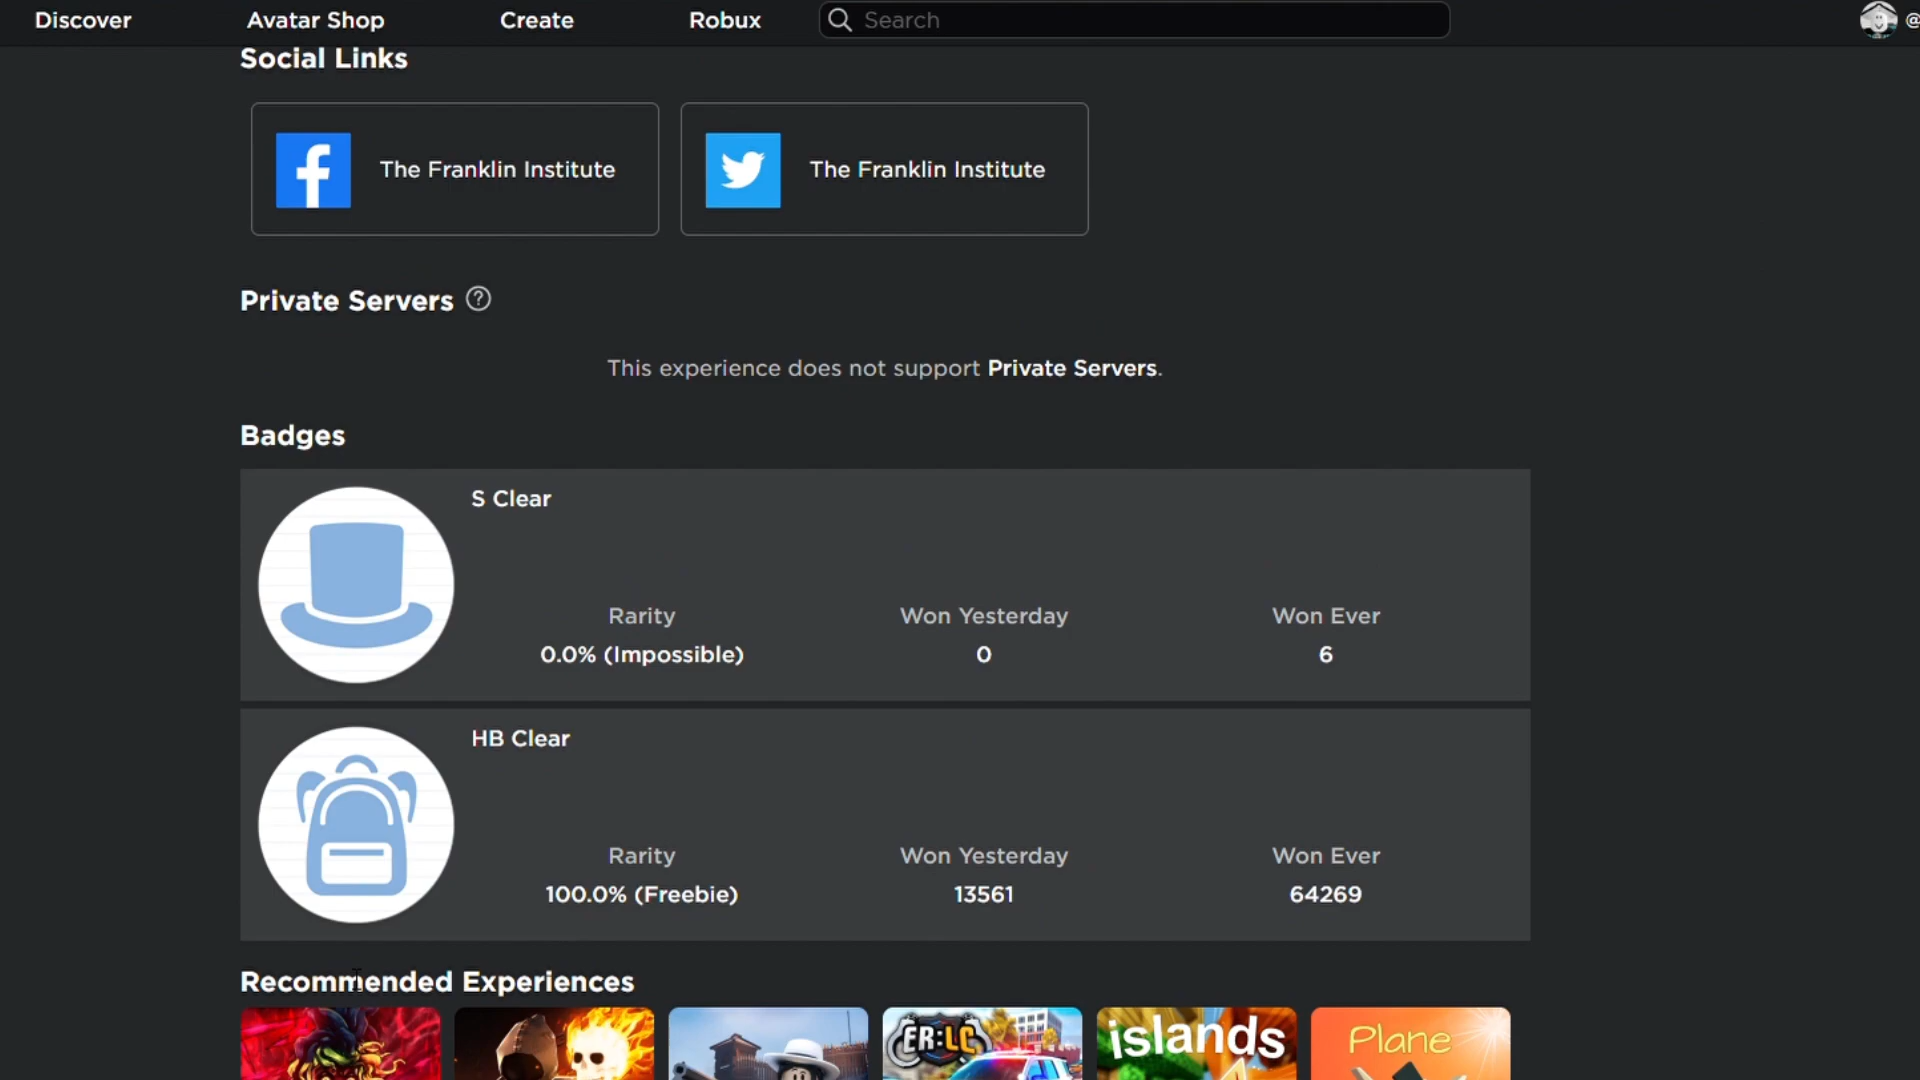 Discover Avatar Shop Create Robux Search @
Social Links
The Franklin Institute The Franklin Institute
Private Servers ?
This experience does not support Private Servers.
Badges
S Clear
Rarity Won Yesterday Won Ever
0.0% (Impossible) 0 6
HB Clear
Rarity Won Yesterday Won Ever
100.0% (Freebie) 13561 64269
Recommended Experiences
ER:LC islands Plane